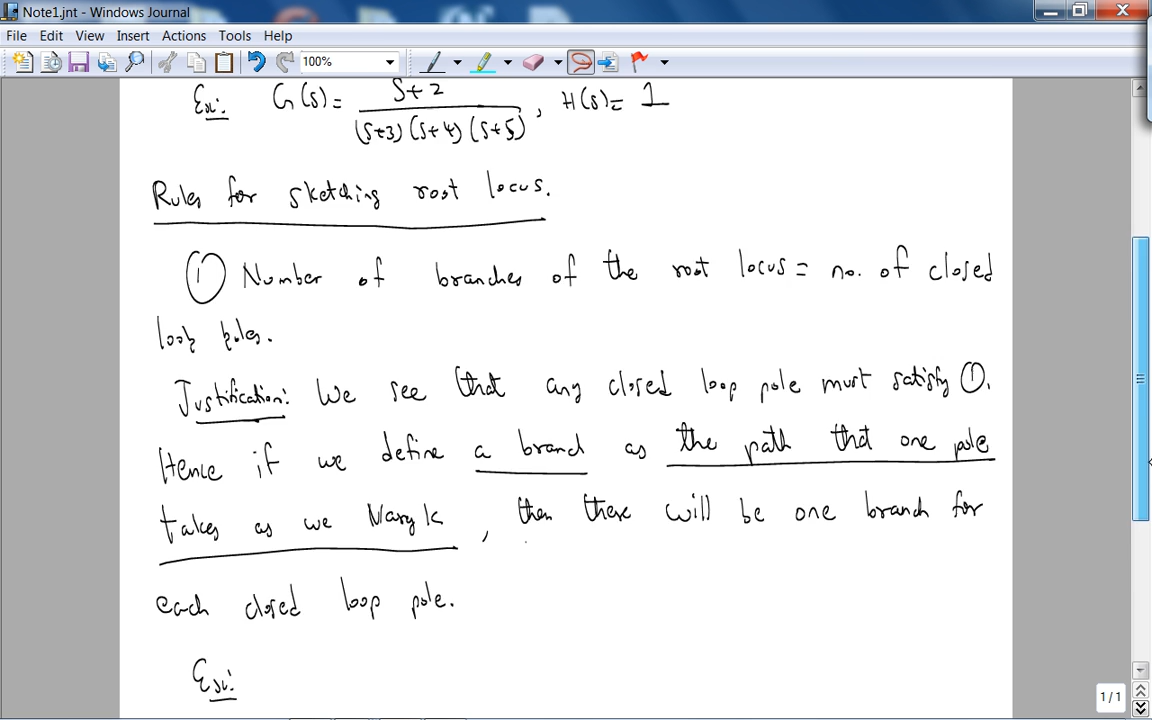 Note1.jnt - Windows Journal
File Edit View Insert Actions Tools Help
100%
Ex: G(s)= S+2 / (S+3)(S+4)(S+5) , H(s)= 1
Rules for sketching root locus.
① Number of branches of the root locus = no. of closed
loop poles.
Justification: We see that any closed loop pole must satisfy ①.
Hence if we define a branch as the path that one pole
takes as we Vary K , then there will be one branch for
each closed loop pole.
Ex:
1 / 1